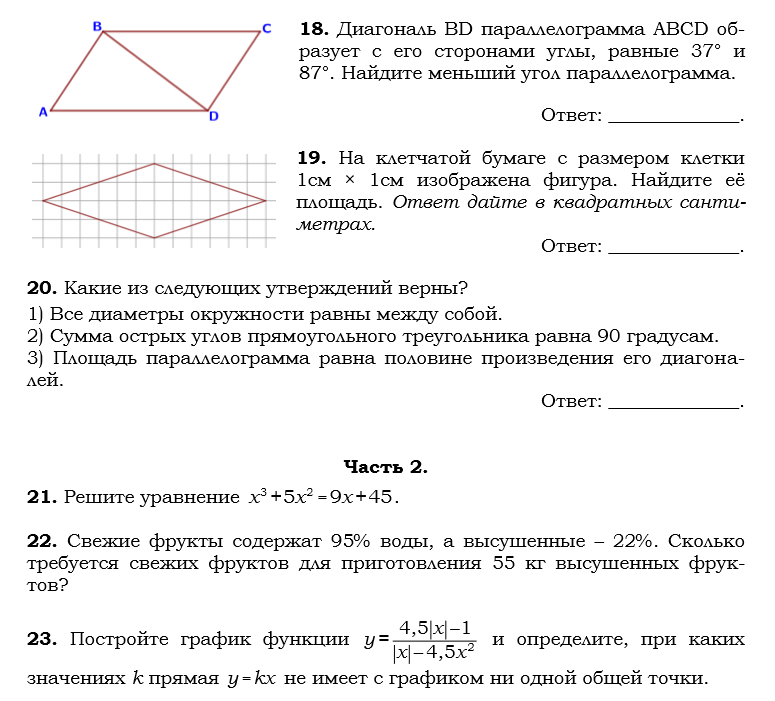 B
C
A
D
18. Диагональ BD параллелограмма ABCD об-
разует с его сторонами углы, равные 37° и
87°. Найдите меньший угол параллелограмма.
Ответ: _____________.
19. На клетчатой бумаге с размером клетки
1см × 1см изображена фигура. Найдите её
площадь. Ответ дайте в квадратных санти-
метрах.
Ответ: _____________.
20. Какие из следующих утверждений верны?
1) Все диаметры окружности равны между собой.
2) Сумма острых углов прямоугольного треугольника равна 90 градусам.
3) Площадь параллелограмма равна половине произведения его диагона-
лей.
Ответ: _____________.
Часть 2.
21. Решите уравнение x³+5x²=9x+45.
22. Свежие фрукты содержат 95% воды, а высушенные – 22%. Сколько
требуется свежих фруктов для приготовления 55 кг высушенных фрук-
тов?
23. Постройте график функции y = (4,5|x|−1)/(|x|−4,5x²) и определите, при каких
значениях k прямая y = kx не имеет с графиком ни одной общей точки.